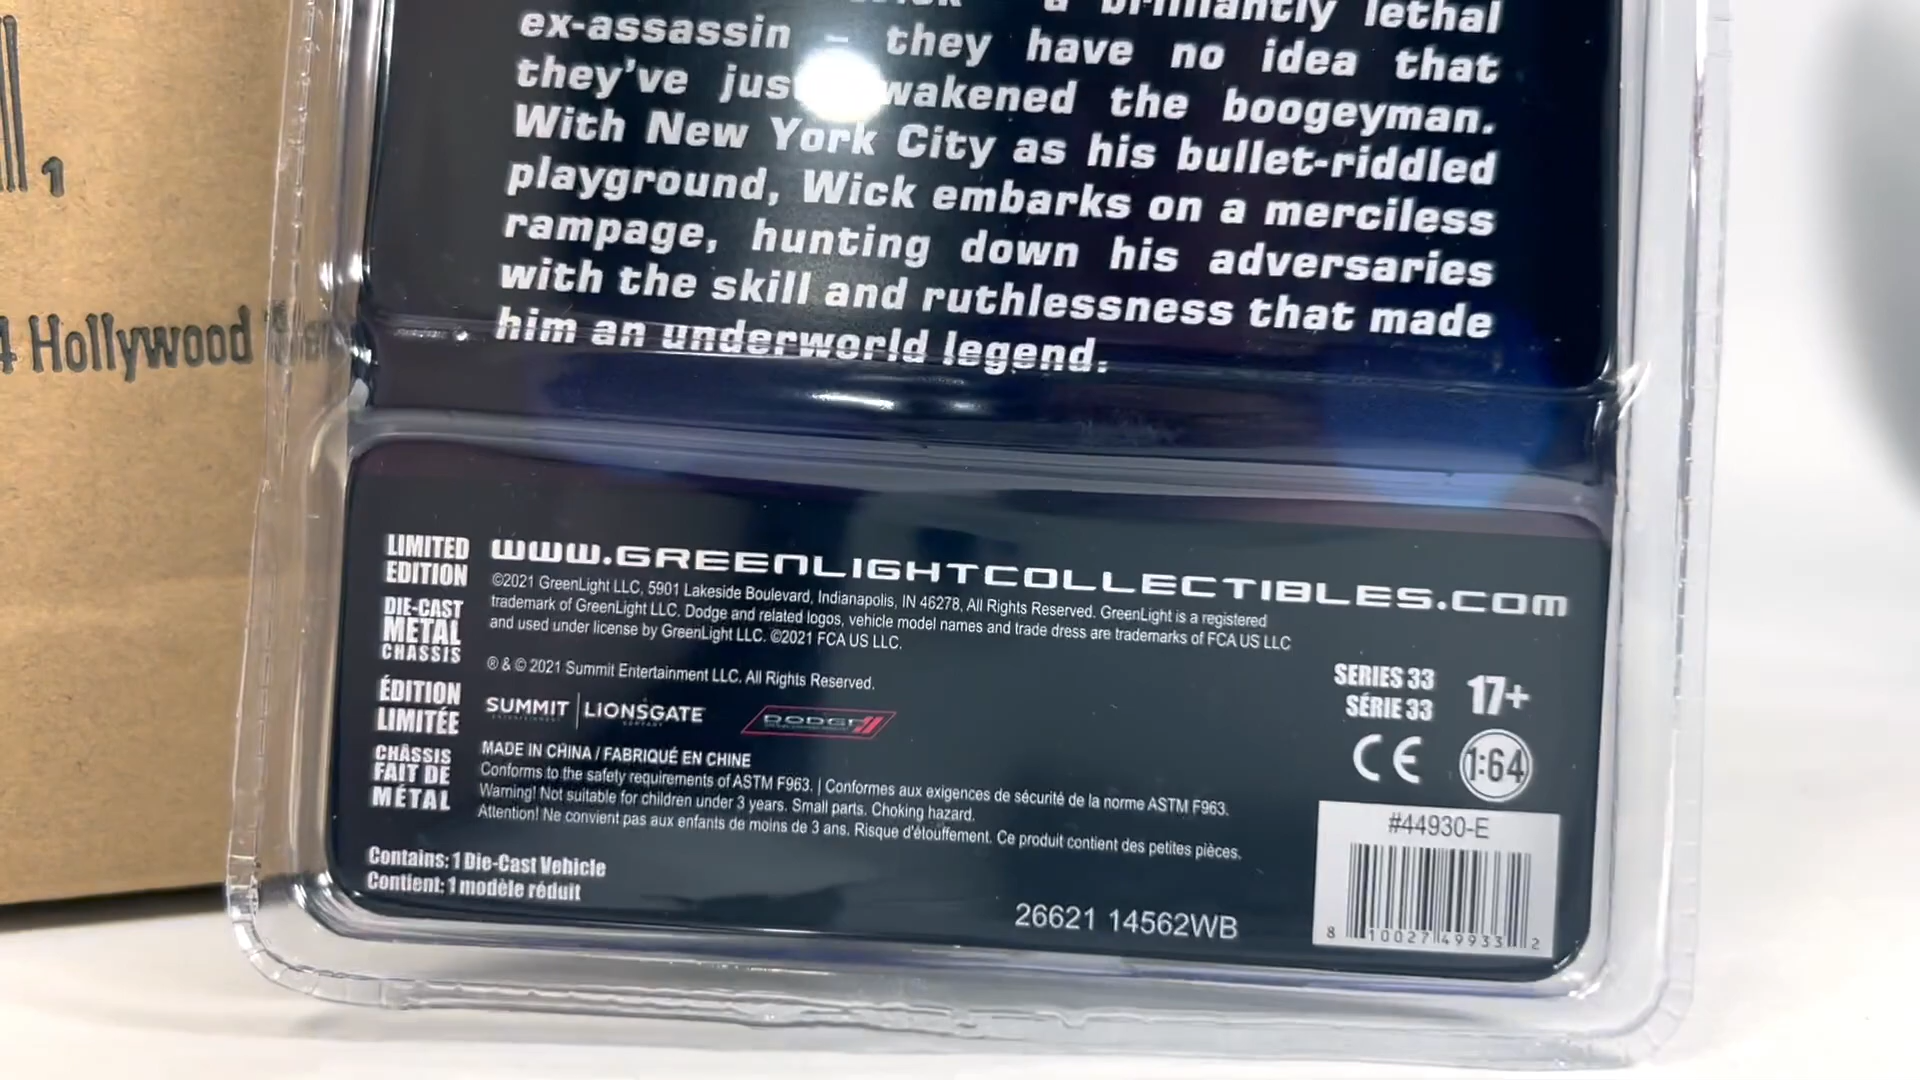 brilliantly lethal
ex-assassin – they have no idea that
they've wakened the boogeyman.
With New York City as his bullet-riddled
playground, Wick embarks on a merciless
rampage, hunting down his adversaries
with the skill and ruthlessness that made
him an underworld legend.
1
4 Hollywood
LIMITED
EDITION
DIE-CAST
METAL
CHASSIS
ÉDITION
LIMITÉE
CHÂSSIS
FAIT DE
MÉTAL
WWW.GREENLIGHTCOLLECTIBLES.COM
©2021 GreenLight LLC, 5901 Lakeside Boulevard, Indianapolis, IN 46278, All Rights Reserved. GreenLight is a registered
trademark of GreenLight LLC. Dodge and related logos, vehicle model names and trade dress are trademarks of FCA US LLC
and used under license by GreenLight LLC. ©2021 FCA US LLC.
® & © 2021 Summit Entertainment LLC. All Rights Reserved.
SUMMIT ENTERTAINMENT | LIONSGATE COMPANY
DODGE
MADE IN CHINA / FABRIQUÉ EN CHINE
Conforms to the safety requirements of ASTM F963. | Conformes aux exigences de sécurité de la norme ASTM F963.
Warning! Not suitable for children under 3 years. Small parts. Choking hazard.
Attention! Ne convient pas aux enfants de moins de 3 ans. Risque d'étouffement. Ce produit contient des petites pièces.
SERIES 33
SÉRIE 33
17+
CE
1:64
Contains: 1 Die-Cast Vehicle
Contient: 1 modèle réduit
26621 14562WB
#44930-E
8 10027 49933 2